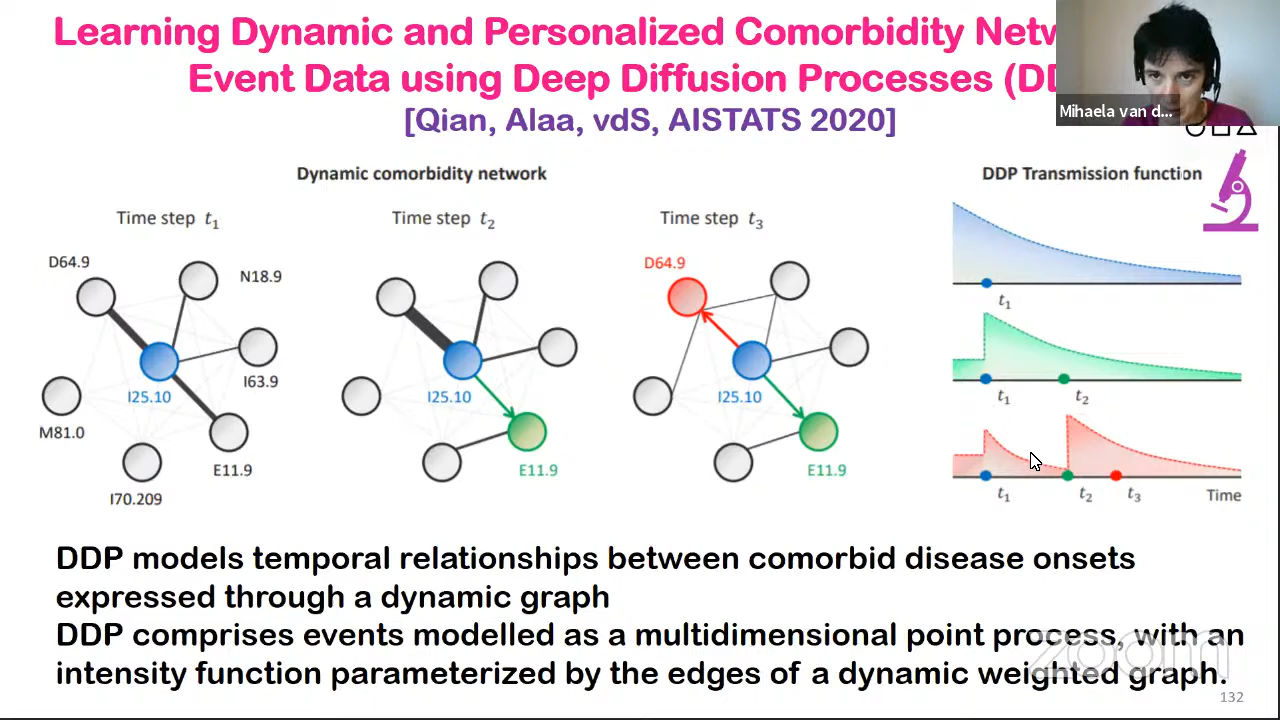 Learning Dynamic and Personalized Comorbidity
Event Data using Deep Diffusion Processes
[Qian, Alaa, vdS, AISTATS 2020]
Mihaela van d...
Dynamic comorbidity network
DDP Transmission function
Time step t1
Time step t2
Time step t3
D64.9
N18.9
I25.10
I63.9
M81.0
E11.9
I70.209
I25.10
E11.9
D64.9
I25.10
E11.9
t1
t1
t2
t1
t2
t3
Time
DDP models temporal relationships between comorbid disease onsets
expressed through a dynamic graph
DDP comprises events modelled as a multidimensional point process, with an
intensity function parameterized by the edges of a dynamic weighted graph.
zoom
132